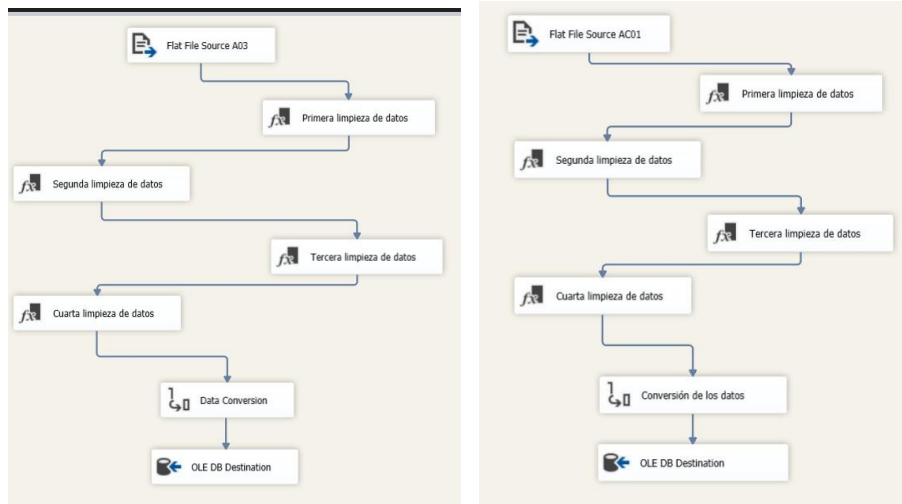 Flat File Source A03
Primera limpieza de datos
Segunda limpieza de datos
Tercera limpieza de datos
Cuarta limpieza de datos
Data Conversion
OLE DB Destination
Flat File Source AC01
Primera limpieza de datos
Segunda limpieza de datos
Tercera limpieza de datos
Cuarta limpieza de datos
Conversión de los datos
OLE DB Destination